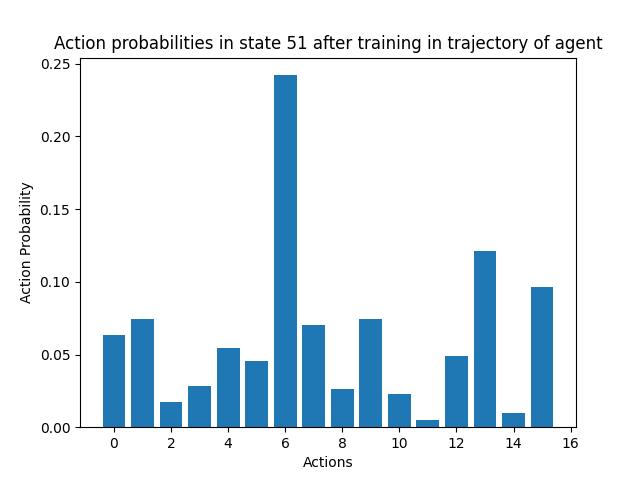 Action probabilities in state 51 after training in trajectory of agent
0.25
0.20
0.15
0.10
0.05
0.00
Action Probability
0 2 4 6 8 10 12 14 16
Actions